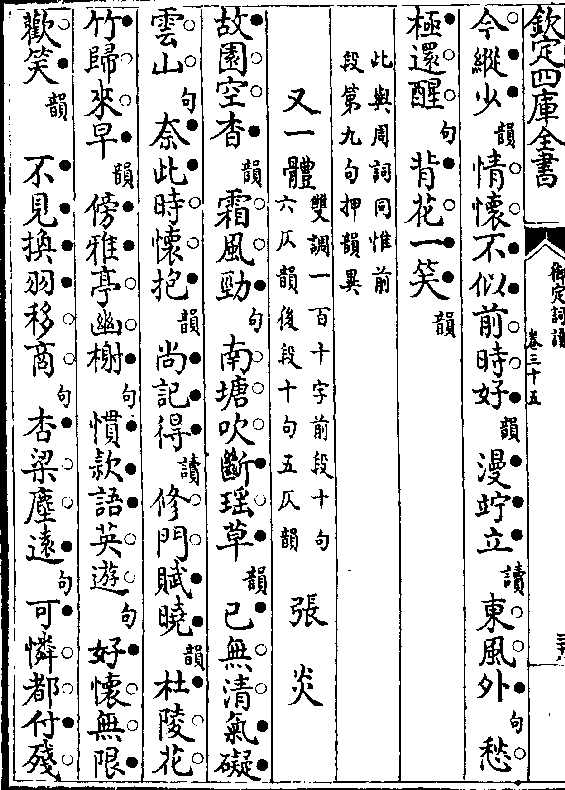 欽定四庫全書
御定詞譜
卷三十五
今縱少韻情懷不似前時好韻漫竚立讀東風外句愁
極還醒句背花一笑韻
此與周詞同惟前
段第九句押韻異
又一體
雙調一百十字前段十句
六仄韻後段十句五仄韻
張炎
故園空杳韻霜風勁句南塘吹斷瑶草韻已無清氣礙
雲山句奈此時懷抱韻尚記得讀修門賦曉韻杜陵花
竹歸來早韻傍雅亭幽榭句慣款語英遊句好懷無限
歡笑韻不見換羽移商句杏梁塵遠句可憐都付殘